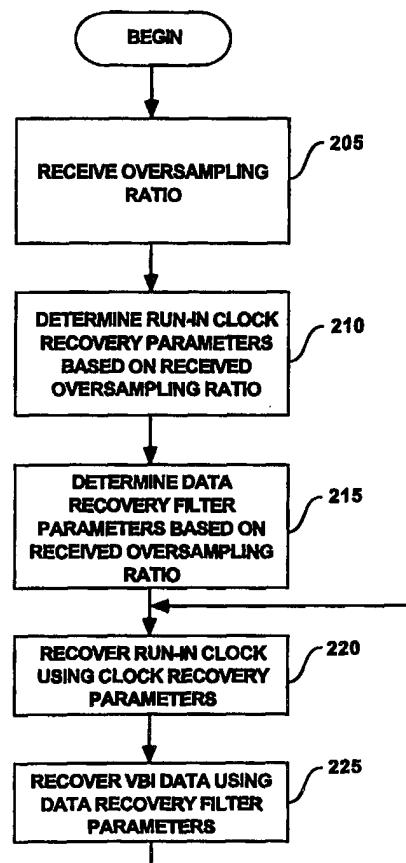 BEGIN
RECEIVE OVERSAMPLING
RATIO
205
DETERMINE RUN-IN CLOCK
RECOVERY PARAMETERS
BASED ON RECEIVED
OVERSAMPLING RATIO
210
DETERMINE DATA
RECOVERY FILTER
PARAMETERS BASED ON
RECEIVED OVERSAMPLING
RATIO
215
RECOVER RUN-IN CLOCK
USING CLOCK RECOVERY
PARAMETERS
220
RECOVER VBI DATA USING
DATA RECOVERY FILTER
PARAMETERS
225